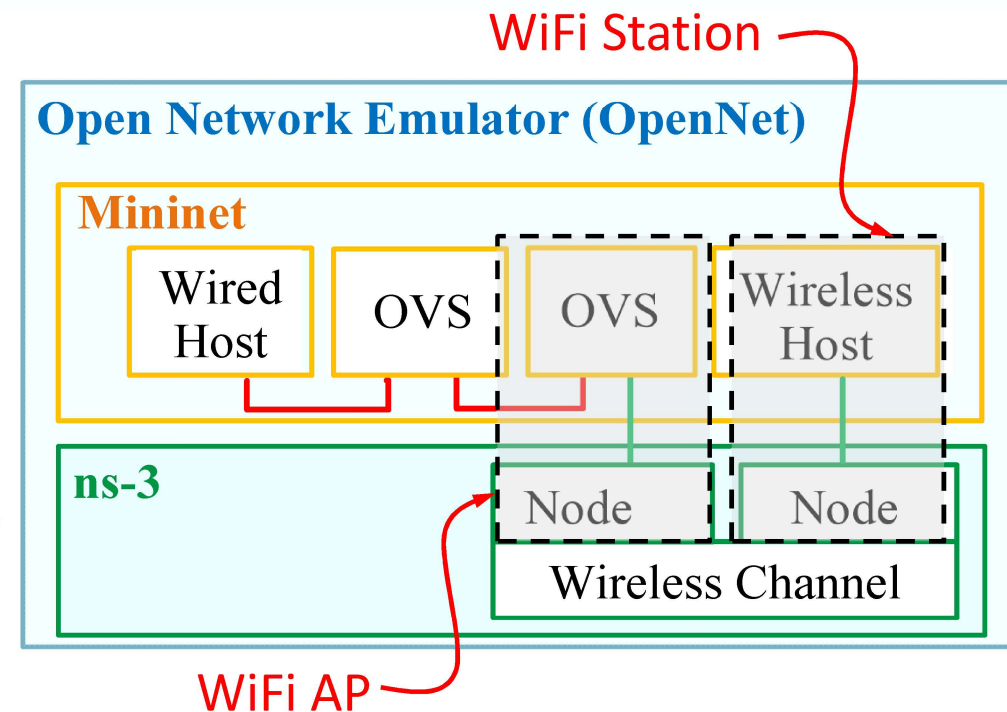 WiFi Station
Open Network Emulator (OpenNet)
Mininet
Wired
Host
OVS
OVS
Wireless
Host
ns-3
Node
Node
Wireless Channel
WiFi AP